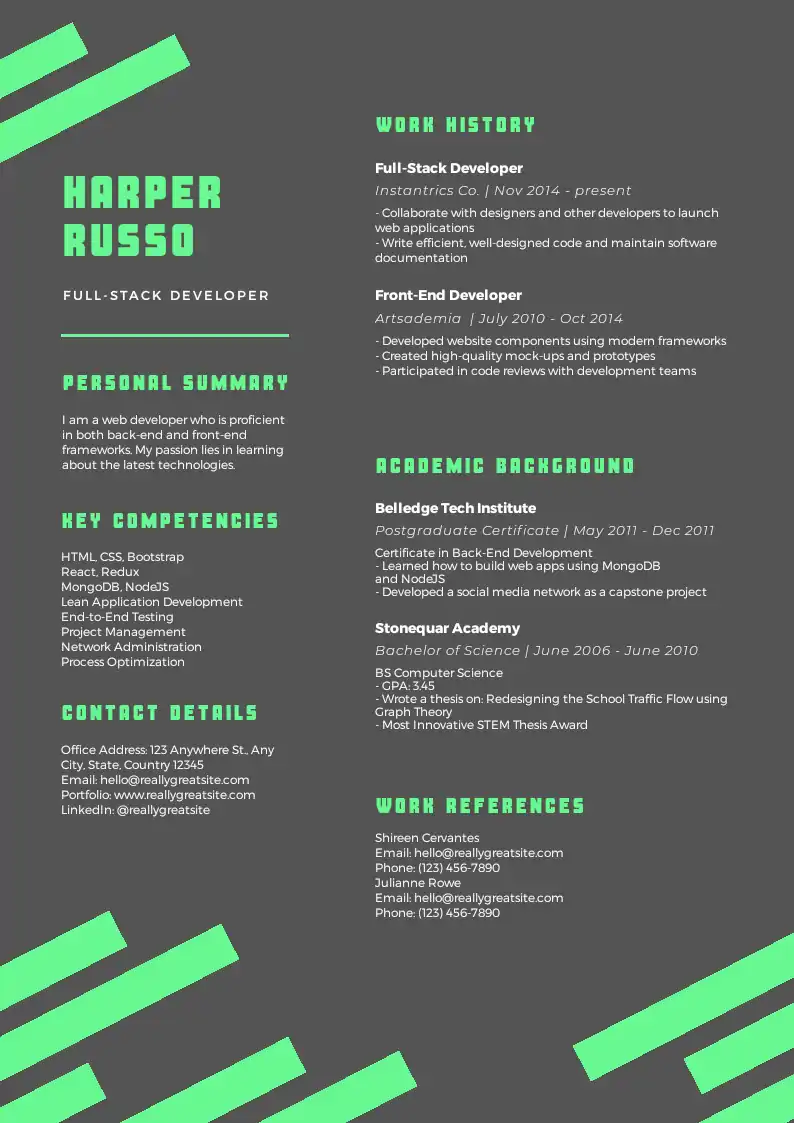 HARPER
RUSSO
FULL-STACK DEVELOPER
PERSONAL SUMMARY
I am a web developer who is proficient
in both back-end and front-end
frameworks. My passion lies in learning
about the latest technologies.
KEY COMPETENCIES
HTML, CSS, Bootstrap
React, Redux
MongoDB, NodeJS
Lean Application Development
End-to-End Testing
Project Management
Network Administration
Process Optimization
CONTACT DETAILS
Office Address: 123 Anywhere St., Any
City, State, Country 12345
Email: hello@reallygreatsite.com
Portfolio: www.reallygreatsite.com
LinkedIn: @reallygreatsite
WORK HISTORY
Full-Stack Developer
Instantrics Co. | Nov 2014 - present
- Collaborate with designers and other developers to launch
web applications
- Write efficient, well-designed code and maintain software
documentation
Front-End Developer
Artsademia | July 2010 - Oct 2014
- Developed website components using modern frameworks
- Created high-quality mock-ups and prototypes
- Participated in code reviews with development teams
ACADEMIC BACKGROUND
Belledge Tech Institute
Postgraduate Certificate | May 2011 - Dec 2011
Certificate in Back-End Development
- Learned how to build web apps using MongoDB
and NodeJS
- Developed a social media network as a capstone project
Stonequar Academy
Bachelor of Science | June 2006 - June 2010
BS Computer Science
- GPA: 3.45
- Wrote a thesis on: Redesigning the School Traffic Flow using
Graph Theory
- Most Innovative STEM Thesis Award
WORK REFERENCES
Shireen Cervantes
Email: hello@reallygreatsite.com
Phone: (123) 456-7890
Julianne Rowe
Email: hello@reallygreatsite.com
Phone: (123) 456-7890